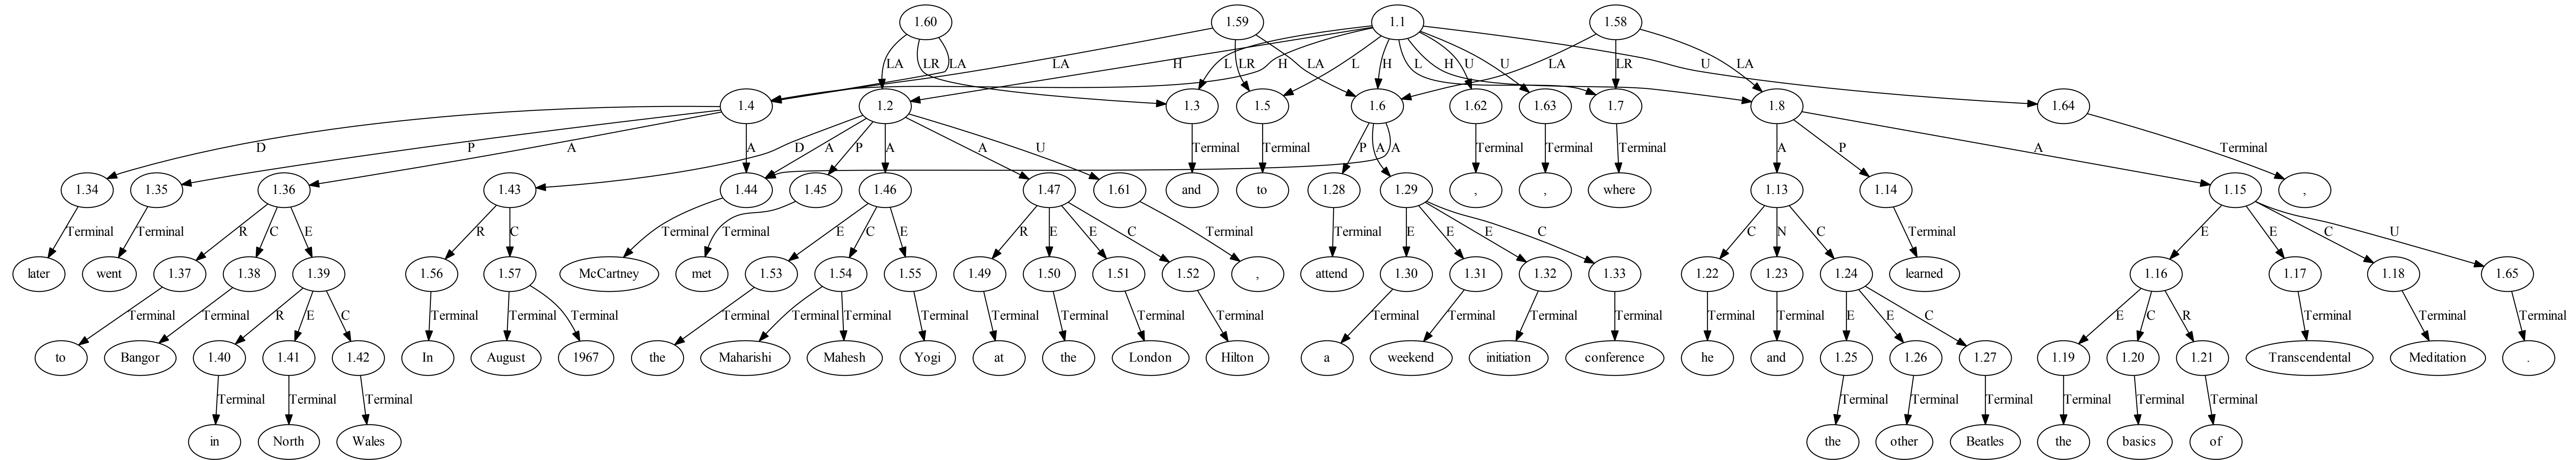 1.60 1.59 1.1 1.58
LA LR LA LA LR LA H L H L H L H U U U LA LR LA
1.4 1.2 1.3 1.5 1.6 1.62 1.63 1.7 1.8 1.64
D P A A D A P A A U Terminal Terminal P A A Terminal Terminal Terminal A P A Terminal
1.34 1.35 1.36 1.43 1.44 1.45 1.46 1.47 1.61 and to 1.28 1.29 , , where 1.13 1.14 1.15 ,
Terminal Terminal R C E R C Terminal Terminal E C E R E E C Terminal Terminal E E E C C N C Terminal E E C U
later went 1.37 1.38 1.39 1.56 1.57 McCartney met 1.53 1.54 1.55 1.49 1.50 1.51 1.52 , attend 1.30 1.31 1.32 1.33 1.22 1.23 1.24 learned 1.16 1.17 1.18 1.65
Terminal Terminal R E C Terminal Terminal Terminal Terminal Terminal Terminal Terminal Terminal Terminal Terminal Terminal Terminal Terminal Terminal Terminal Terminal Terminal E E C E C R Terminal Terminal Terminal
to Bangor 1.40 1.41 1.42 In August 1967 the Maharishi Mahesh Yogi at the London Hilton a weekend initiation conference he and 1.25 1.26 1.27 1.19 1.20 1.21 Transcendental Meditation .
Terminal Terminal Terminal Terminal Terminal Terminal Terminal Terminal Terminal
in North Wales the other Beatles the basics of